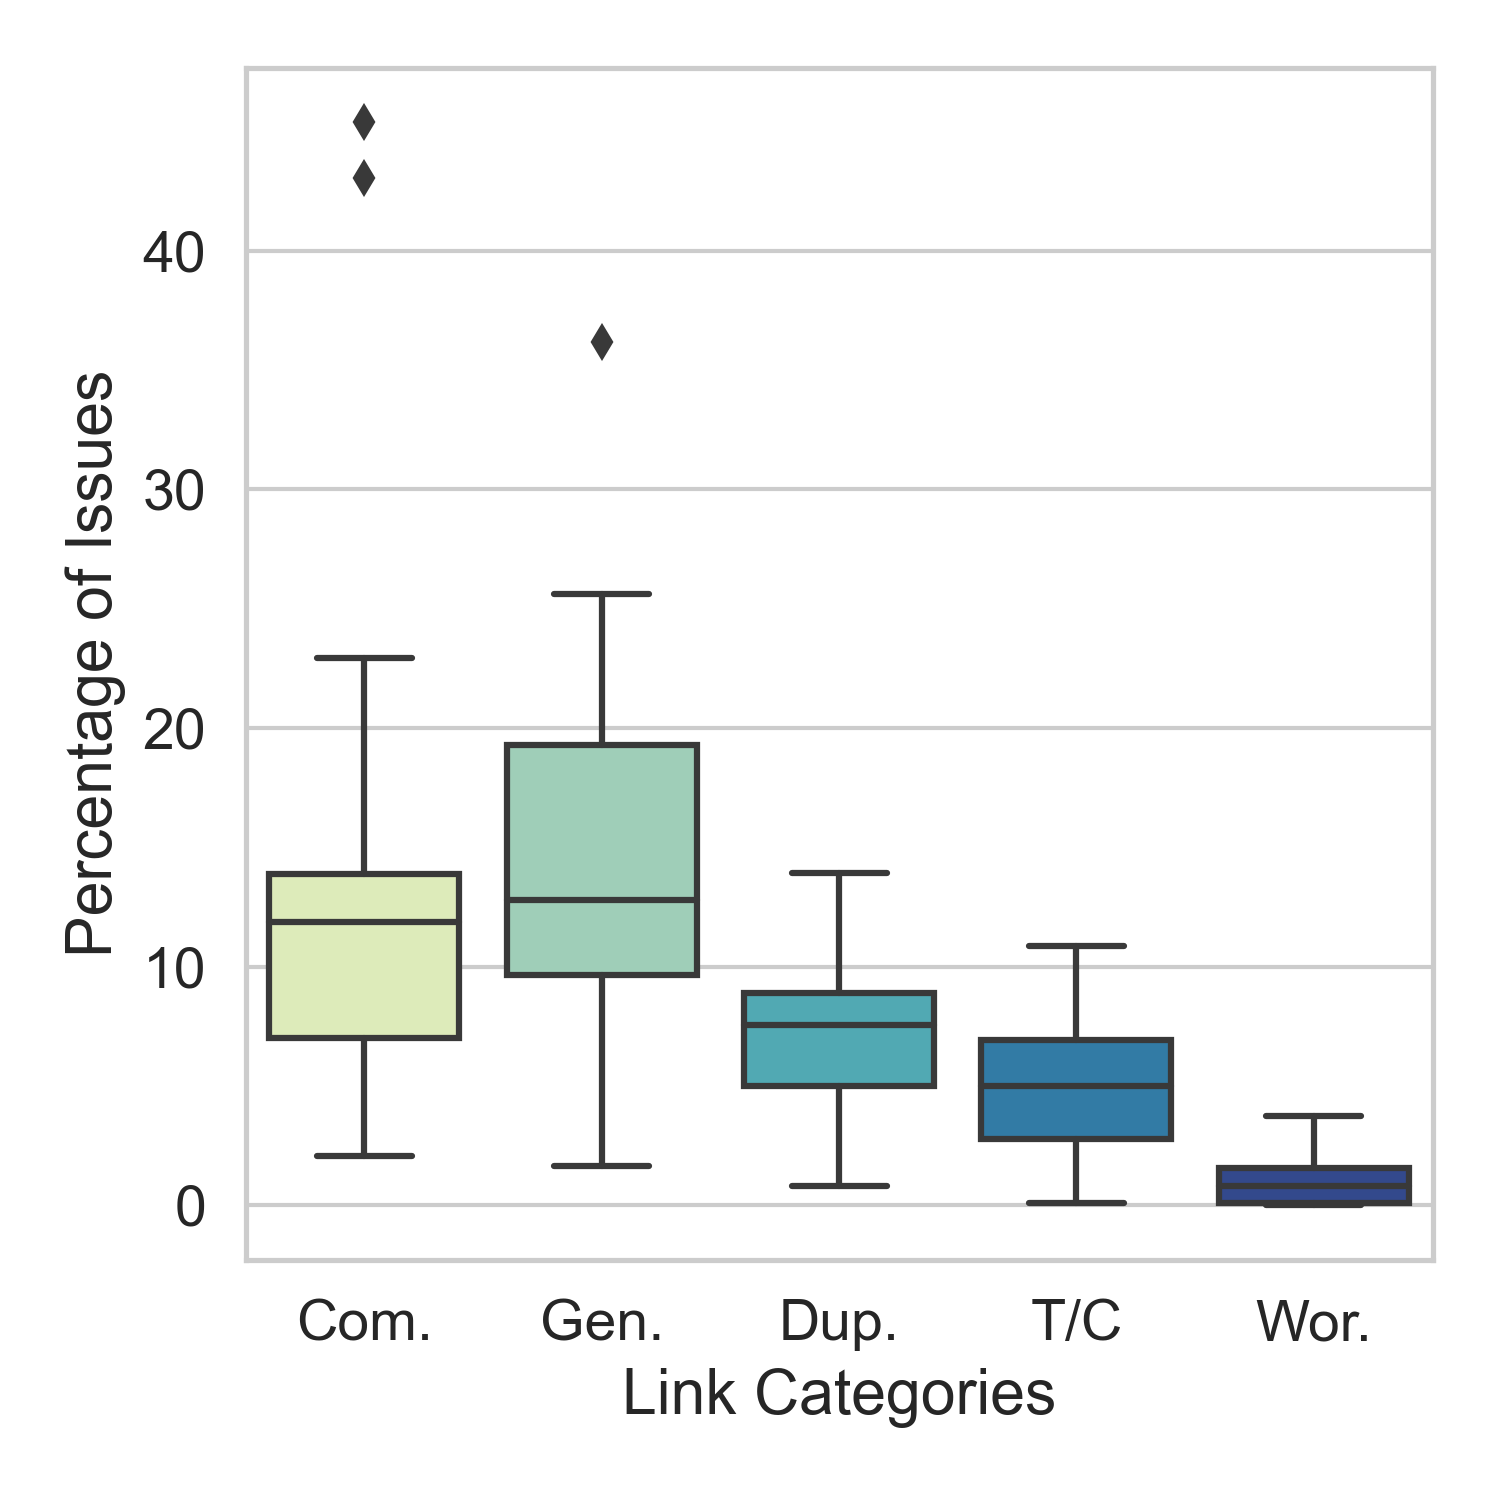 Percentage of Issues
40
30
20
10
0
Com. Gen. Dup. T/C Wor.
Link Categories